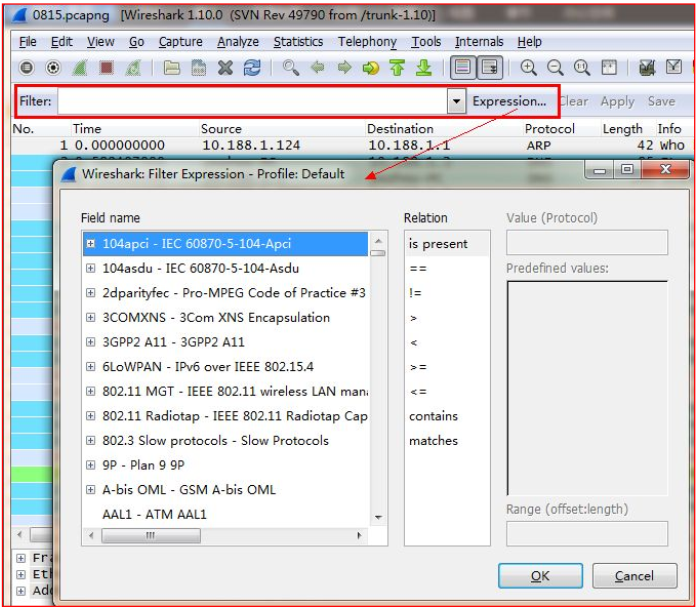 0815.pcapng [Wireshark 1.10.0 (SVN Rev 49790 from /trunk-1.10)]
File Edit View Go Capture Analyze Statistics Telephony Tools Internals Help
Filter: Expression... Clear Apply Save
No. Time Source Destination Protocol Length Info
1 0.000000000 10.188.1.124 10.188.1.1 ARP 42 Who
Wireshark: Filter Expression - Profile: Default
Field name Relation Value (Protocol)
104apci - IEC 60870-5-104-Apci is present
104asdu - IEC 60870-5-104-Asdu == Predefined values:
2dparityfec - Pro-MPEG Code of Practice #3 !=
3COMXNS - 3Com XNS Encapsulation >
3GPP2 A11 - 3GPP2 A11 <
6LoWPAN - IPv6 over IEEE 802.15.4 >=
802.11 MGT - IEEE 802.11 wireless LAN man <=
802.11 Radiotap - IEEE 802.11 Radiotap Cap contains
802.3 Slow protocols - Slow Protocols matches
9P - Plan 9 9P
A-bis OML - GSM A-bis OML
AAL1 - ATM AAL1 Range (offset:length)
Fra
Eth
Add
OK Cancel